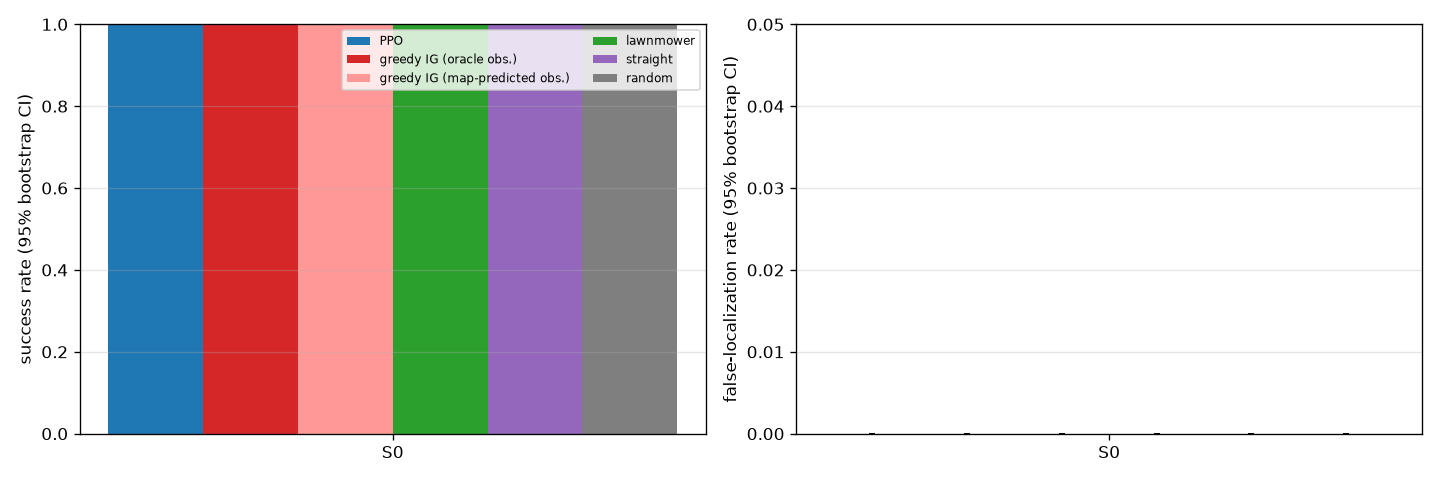 success rate (95% bootstrap CI)
1.0
0.8
0.6
0.4
0.2
0.0
S0
PPO
greedy IG (oracle obs.)
greedy IG (map-predicted obs.)
lawnmower
straight
random
false-localization rate (95% bootstrap CI)
0.05
0.04
0.03
0.02
0.01
0.00
S0